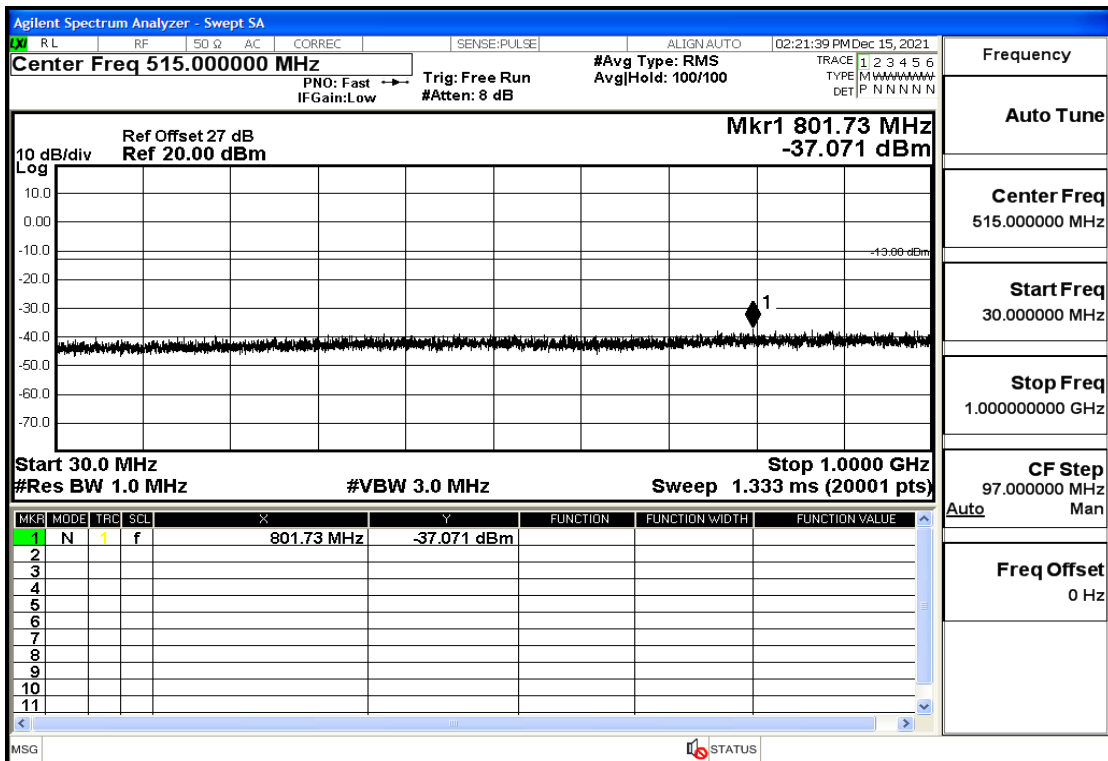 Agilent Spectrum Analyzer - Swept SA
LXI RL RF 50 Ω AC CORREC SENSE:PULSE ALIGN AUTO 02:21:39 PM Dec 15, 2021
Center Freq 515.000000 MHz
PNO: Fast
IFGain:Low
Trig: Free Run
#Atten: 8 dB
#Avg Type: RMS
Avg|Hold: 100/100
TRACE 1 2 3 4 5 6
TYPE M WWWWW
DET P N N N N N
Mkr1 801.73 MHz
-37.071 dBm
Ref Offset 27 dB
10 dB/div Ref 20.00 dBm
Log
10.0
0.00
-10.0
-13.00 dBm
-20.0
-30.0
1
-40.0
-50.0
-60.0
-70.0
Start 30.0 MHz Stop 1.0000 GHz
#Res BW 1.0 MHz #VBW 3.0 MHz Sweep 1.333 ms (20001 pts)
MKR MODE TRC SCL X Y FUNCTION FUNCTION WIDTH FUNCTION VALUE
1 N 1 f 801.73 MHz -37.071 dBm
2
3
4
5
6
7
8
9
10
11
MSG STATUS
Frequency
Auto Tune
Center Freq
515.000000 MHz
Start Freq
30.000000 MHz
Stop Freq
1.000000000 GHz
CF Step
97.000000 MHz
Auto Man
Freq Offset
0 Hz